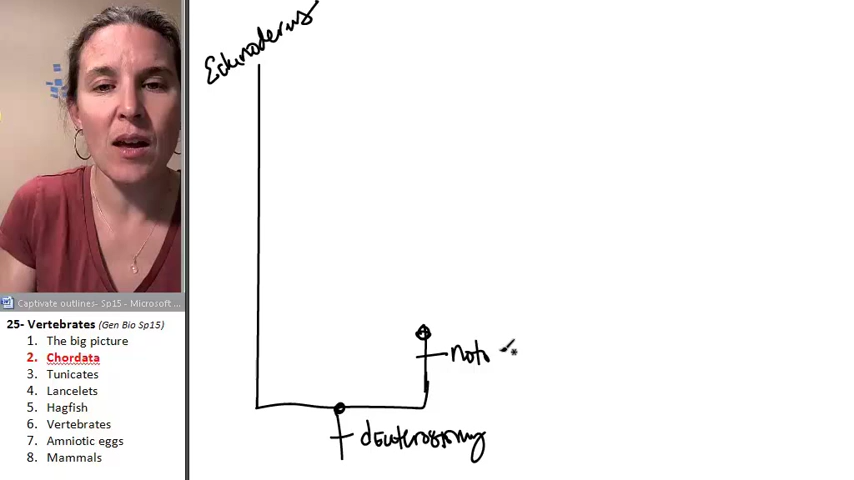 Echinoderms
noto
deuterostomy
Captivate outlines- Sp15 - Microsoft ...
25- Vertebrates (Gen Bio Sp15)
1. The big picture
2. Chordata
3. Tunicates
4. Lancelets
5. Hagfish
6. Vertebrates
7. Amniotic eggs
8. Mammals